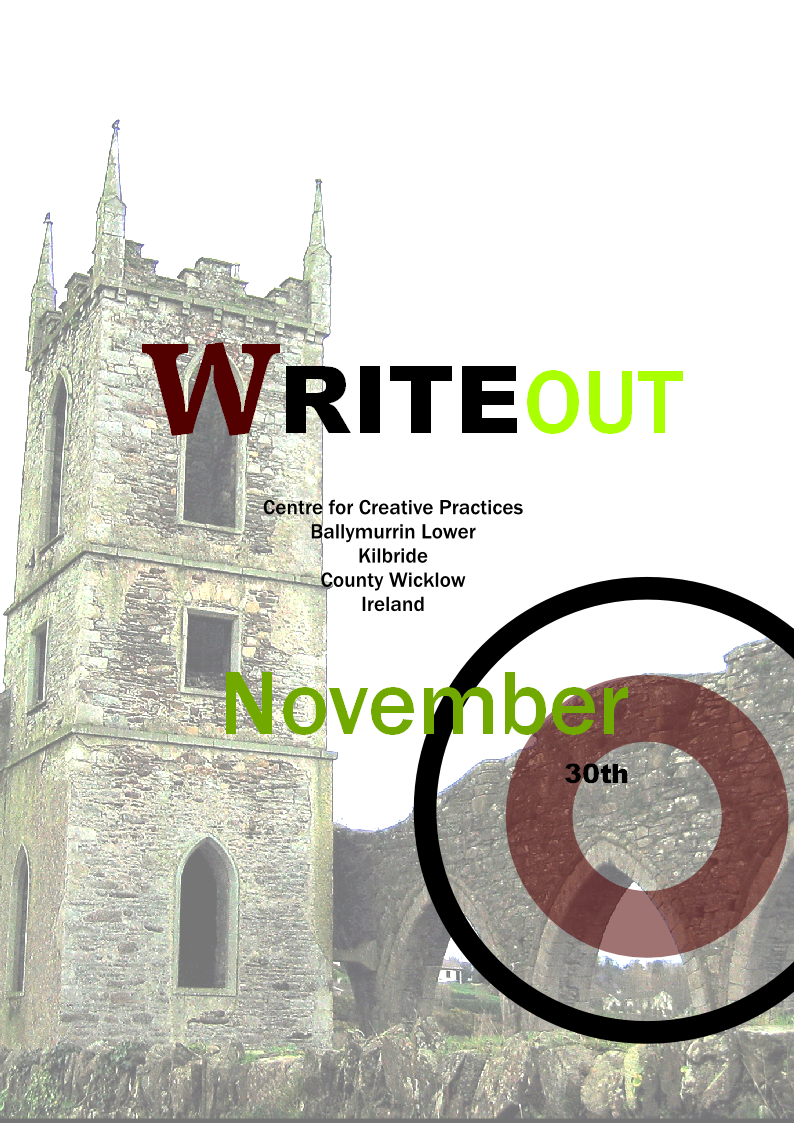 WRITEOUT
Centre for Creative Practices
Ballymurrin Lower
Kilbride
County Wicklow
Ireland
November
30th